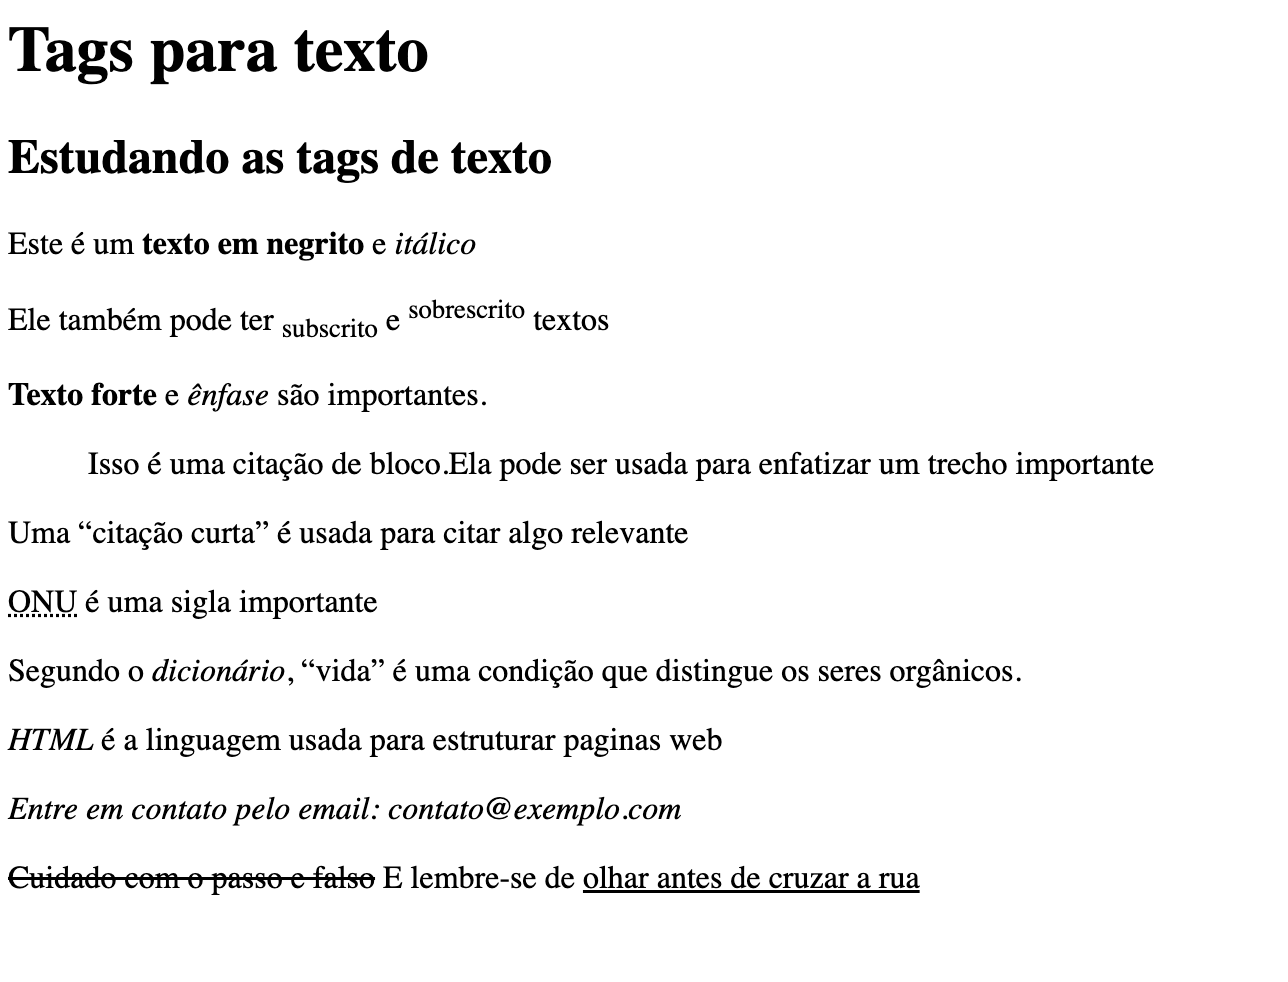 Tags para texto
Estudando as tags de texto
Este é um texto em negrito e itálico
Ele também pode ter subscrito e sobrescrito textos
Texto forte e ênfase são importantes.
Isso é uma citação de bloco.Ela pode ser usada para enfatizar um trecho importante
Uma “citação curta” é usada para citar algo relevante
ONU é uma sigla importante
Segundo o dicionário, “vida” é uma condição que distingue os seres orgânicos.
HTML é a linguagem usada para estruturar paginas web
Entre em contato pelo email: contato@exemplo.com
Cuidado com o passo e falso E lembre-se de olhar antes de cruzar a rua